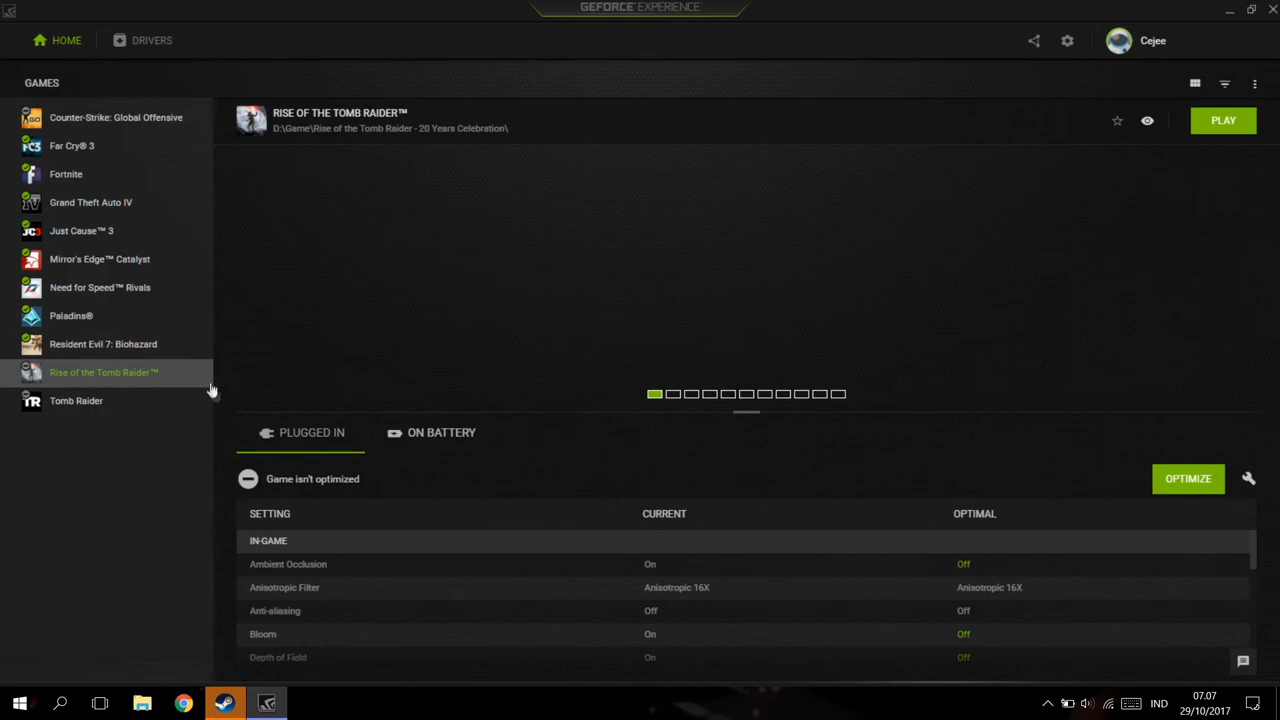 GEFORCE EXPERIENCE
HOME
DRIVERS
Cejee
GAMES
Counter-Strike: Global Offensive
Far Cry® 3
Fortnite
Grand Theft Auto IV
Just Cause™ 3
Mirror's Edge™ Catalyst
Need for Speed™ Rivals
Paladins®
Resident Evil 7: Biohazard
Rise of the Tomb Raider™
Tomb Raider
RISE OF THE TOMB RAIDER™
D:\Game\Rise of the Tomb Raider - 20 Years Celebration\
PLAY
PLUGGED IN
ON BATTERY
Game isn't optimized
OPTIMIZE
SETTING CURRENT OPTIMAL
IN-GAME
Ambient Occlusion On Off
Anisotropic Filter Anisotropic 16X Anisotropic 16X
Anti-aliasing Off Off
Bloom On Off
Depth of Field On Off
IND
07.07
29/10/2017